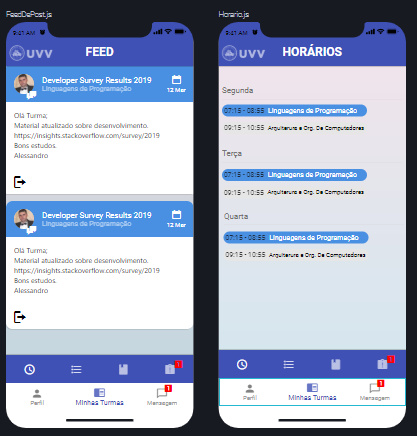 FeedDePost.js
9:41 AM
UVV
FEED
Developer Survey Results 2019
Linguagens de Programação
12 Mar
Olá Turma;
Material atualizado sobre desenvolvimento.
https://insights.stackoverflow.com/survey/2019
Bons estudos.
Alessandro
Developer Survey Results 2019
Linguagens de Programação
12 Mar
Olá Turma;
Material atualizado sobre desenvolvimento.
https://insights.stackoverflow.com/survey/2019
Bons estudos.
Alessandro
1
1
Perfil
Minhas Turmas
Mensagem
Horario.js
9:41 AM
UVV
HORÁRIOS
Segunda
07:15 - 08:55 Linguagens de Programação
09:15 - 10:55 Arquitetura e Org. De Computadores
Terça
07:15 - 08:55 Linguagens de Programação
09:15 - 10:55 Arquitetura e Org. De Computadores
Quarta
07:15 - 08:55 Linguagens de Programação
09:15 - 10:55 Arquitetura e Org. De Computadores
1
1
Perfil
Minhas Turmas
Mensagem